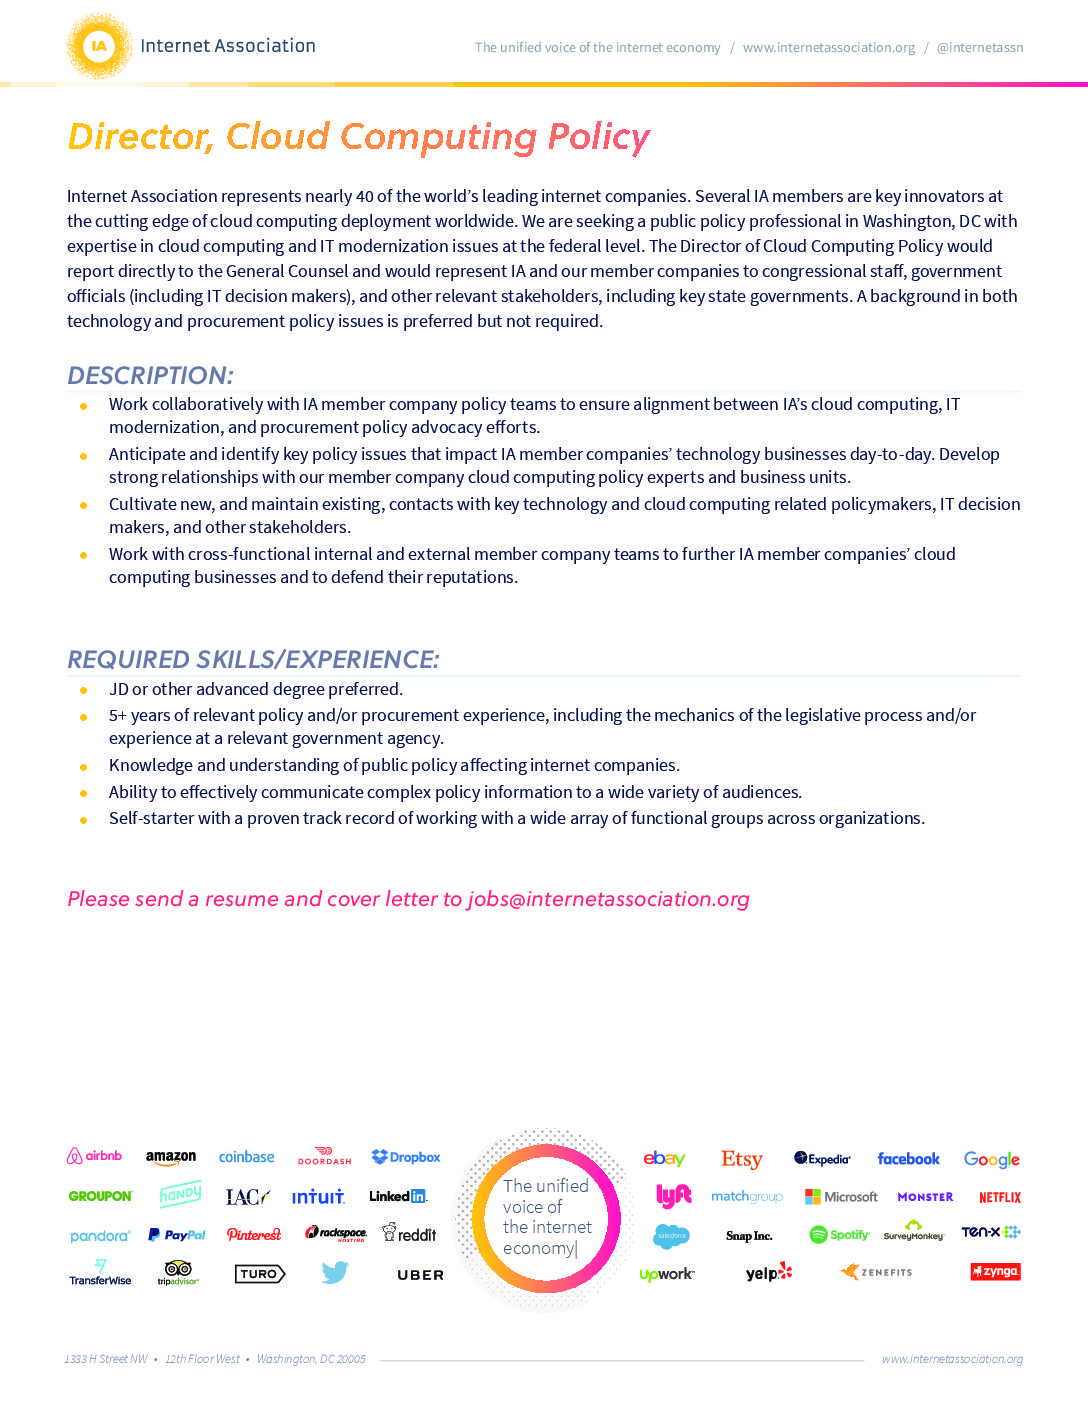 IA Internet Association
The unified voice of the internet economy / www.internetassociation.org / @internetassn
Director, Cloud Computing Policy
Internet Association represents nearly 40 of the world’s leading internet companies. Several IA members are key innovators at
the cutting edge of cloud computing deployment worldwide. We are seeking a public policy professional in Washington, DC with
expertise in cloud computing and IT modernization issues at the federal level. The Director of Cloud Computing Policy would
report directly to the General Counsel and would represent IA and our member companies to congressional staff, government
officials (including IT decision makers), and other relevant stakeholders, including key state governments. A background in both
technology and procurement policy issues is preferred but not required.
DESCRIPTION:
• Work collaboratively with IA member company policy teams to ensure alignment between IA’s cloud computing, IT
modernization, and procurement policy advocacy efforts.
• Anticipate and identify key policy issues that impact IA member companies’ technology businesses day-to-day. Develop
strong relationships with our member company cloud computing policy experts and business units.
• Cultivate new, and maintain existing, contacts with key technology and cloud computing related policymakers, IT decision
makers, and other stakeholders.
• Work with cross-functional internal and external member company teams to further IA member companies’ cloud
computing businesses and to defend their reputations.
REQUIRED SKILLS/EXPERIENCE:
• JD or other advanced degree preferred.
• 5+ years of relevant policy and/or procurement experience, including the mechanics of the legislative process and/or
experience at a relevant government agency.
• Knowledge and understanding of public policy affecting internet companies.
• Ability to effectively communicate complex policy information to a wide variety of audiences.
• Self-starter with a proven track record of working with a wide array of functional groups across organizations.
Please send a resume and cover letter to jobs@internetassociation.org
airbnb amazon coinbase DOORDASH Dropbox
GROUPON HANDY IAC INTUIT LinkedIn
pandora PayPal Pinterest rackspace HOSTING reddit
TransferWise tripadvisor TURO UBER
The unified
voice of
the internet
economy|
ebay Etsy Expedia facebook Google
lyft matchgroup Microsoft MONSTER NETFLIX
salesforce Snap Inc. Spotify SurveyMonkey Ten-X
Upwork yelp ZENEFITS zynga
1333 H Street NW • 12th Floor West • Washington, DC 20005
www.internetassociation.org